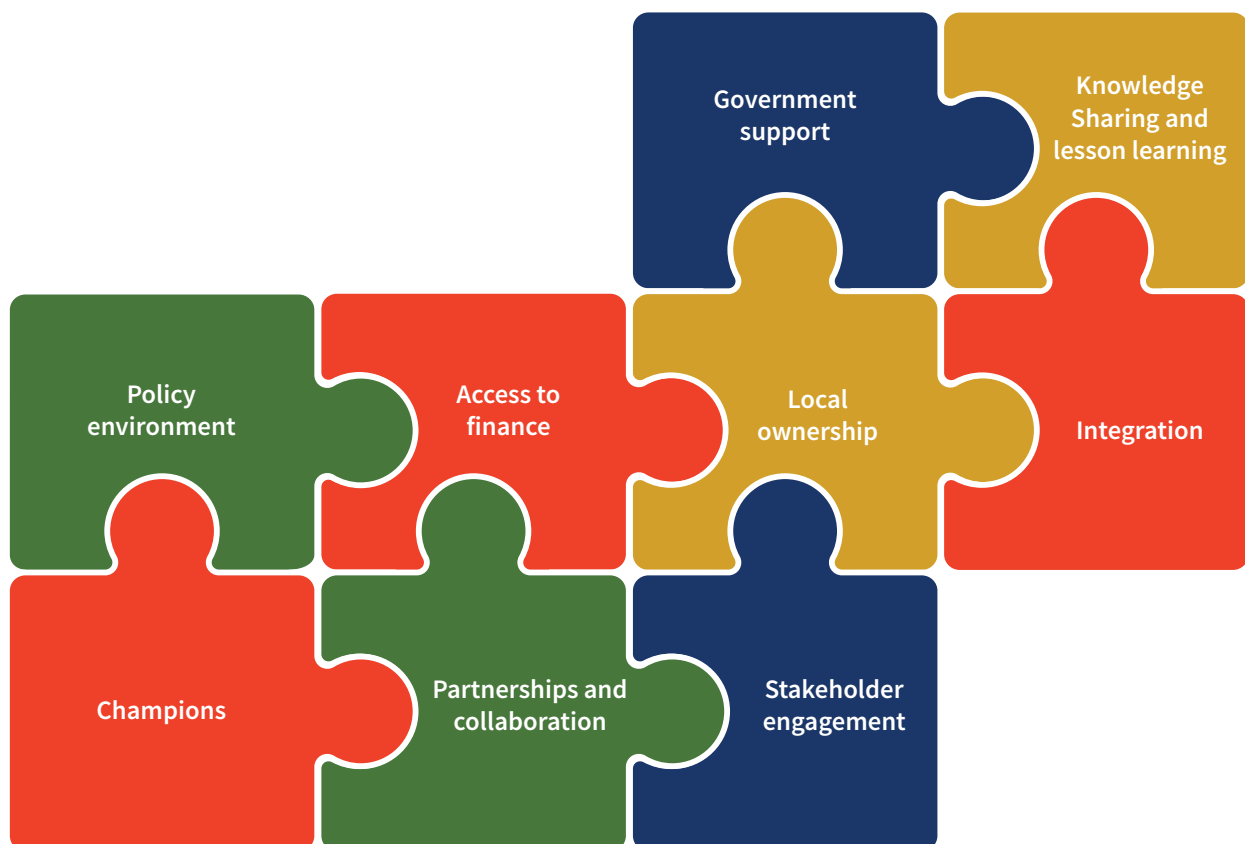 Government
support
Knowledge
Sharing and
lesson learning
Policy
environment
Access to
finance
Local
ownership
Integration
Champions
Partnerships and
collaboration
Stakeholder
engagement